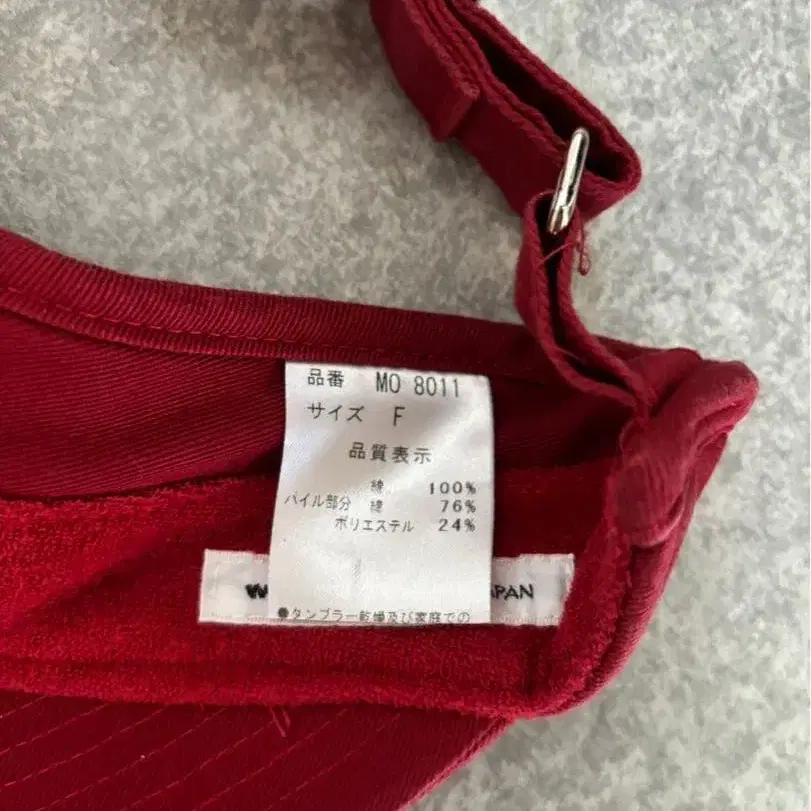 品番 MO 8011
サイズ F
品質表示
綿 100%
パイル部分 綿 76%
ポリエステル 24%
W
APAN
●タンブラー乾燥及び家庭での